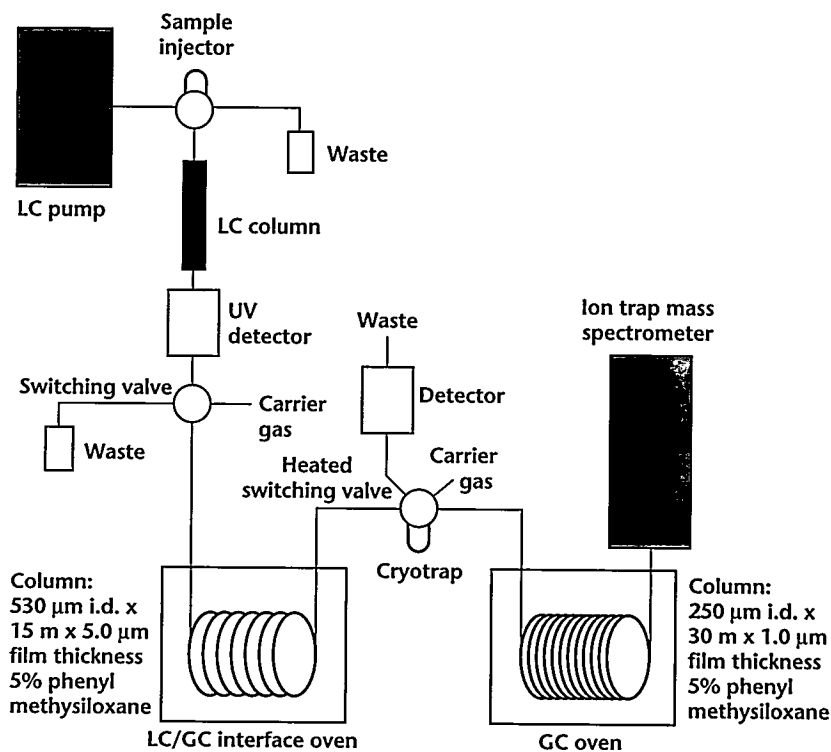 Sample
injector
Waste
LC pump
LC column
UV
detector
Switching valve
Carrier
gas
Waste
Waste
Detector
Heated
switching valve
Carrier
gas
Cryotrap
Ion trap mass
spectrometer
Column:
530 µm i.d. x
15 m x 5.0 µm
film thickness
5% phenyl
methysiloxane
LC/GC interface oven
Column:
250 µm i.d. x
30 m x 1.0 µm
film thickness
5% phenyl
methysiloxane
GC oven